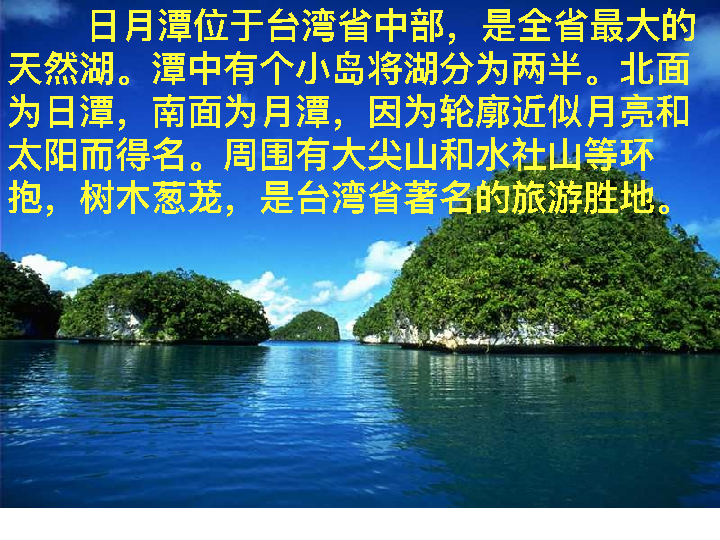 日月潭位于台湾省中部，是全省最大的
天然湖。潭中有个小岛将湖分为两半。北面
为日潭，南面为月潭，因为轮廓近似月亮和
太阳而得名。周围有大尖山和水社山等环
抱，树木葱茏，是台湾省著名的旅游胜地。